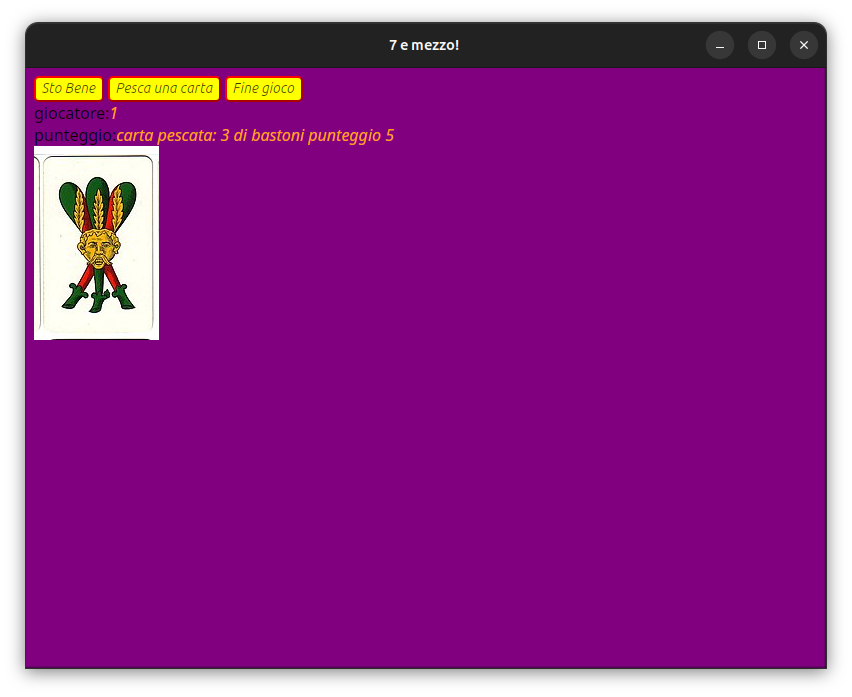 7 e mezzo!
Sto Bene Pesca una carta Fine gioco
giocatore:1
punteggio:carta pescata: 3 di bastoni punteggio 5